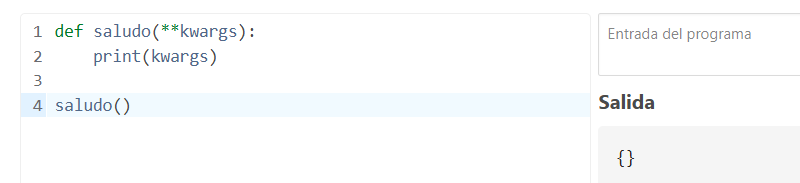 1 def saludo(**kwargs):
2     print(kwargs)
3
4 saludo()
Entrada del programa
Salida
{}